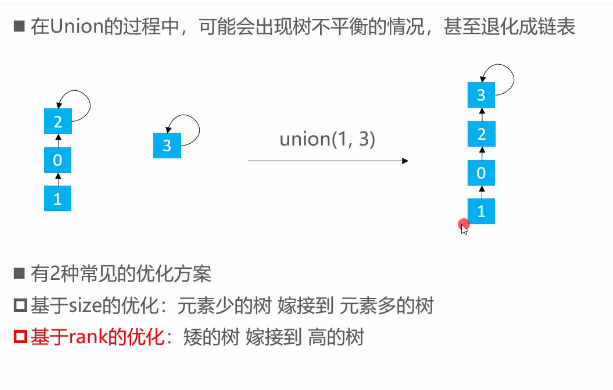 在Union的过程中，可能会出现树不平衡的情况，甚至退化成链表
2
0
1
3
union(1, 3)
3
2
0
1
有2种常见的优化方案
基于size的优化：元素少的树 嫁接到 元素多的树
基于rank的优化：矮的树 嫁接到 高的树